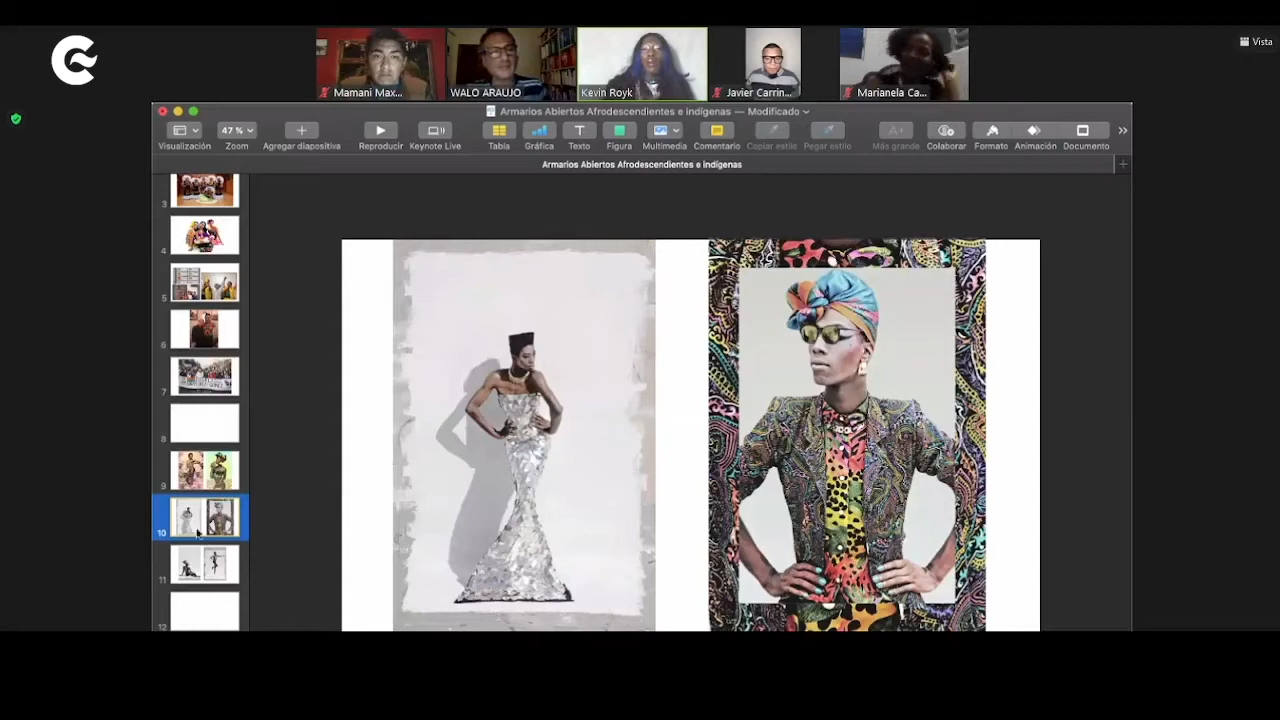 Vista
Mamani Max...
WALO ARAUJO
Kevin Royk
Javier Carrin...
Marianela Ca...
Armarios Abiertos Afrodescendientes e indígenas — Modificado
47 %
Visualización
Zoom
Agregar diapositiva
Reproducir
Keynote Live
Tabla
Gráfica
Texto
Figura
Multimedia
Comentario
Copiar estilo
Pegar estilo
Más grande
Colaborar
Formato
Animación
Documento
Armarios Abiertos Afrodescendientes e indígenas
3
4
5
6
7
8
9
10
11
12